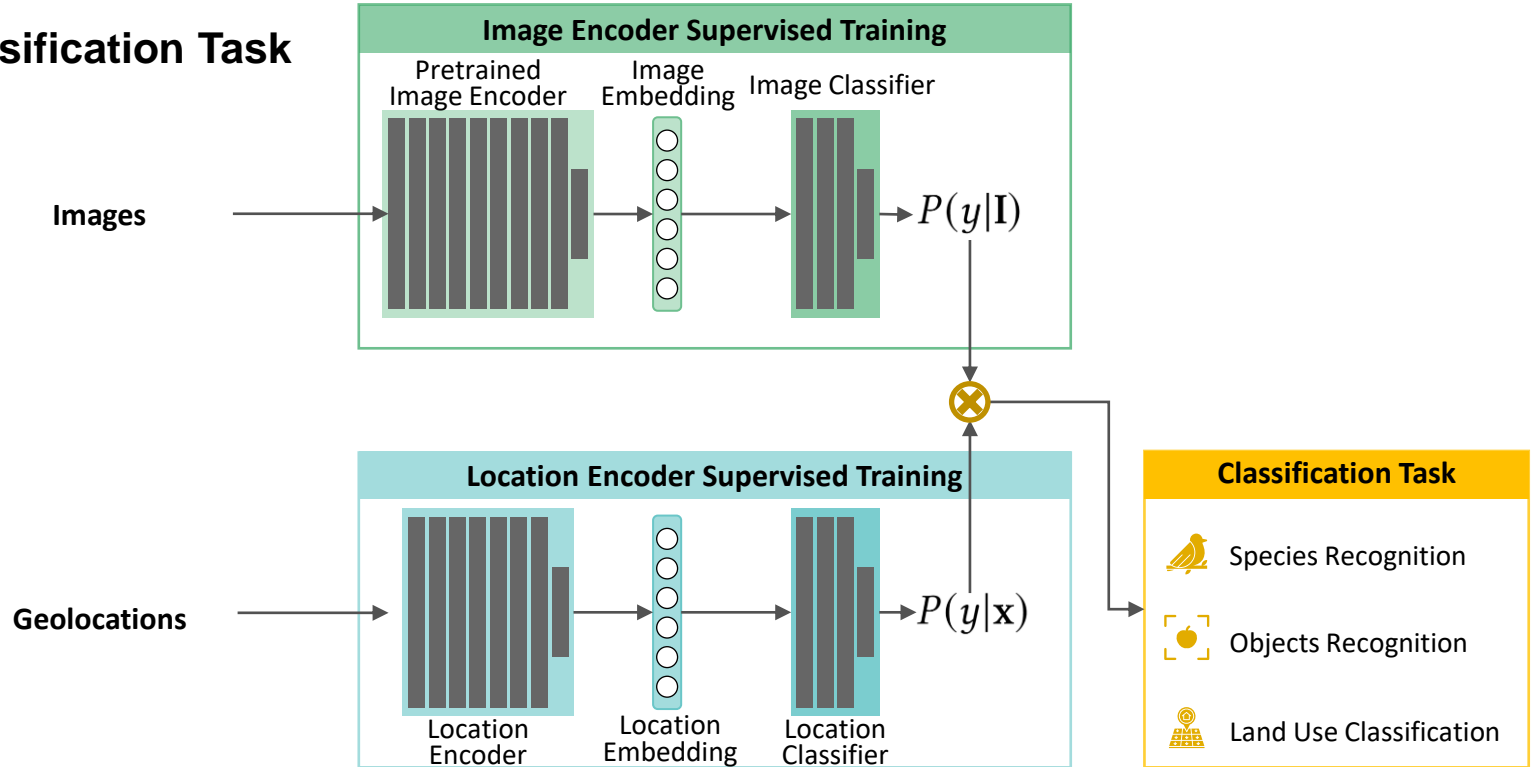 Image Encoder Supervised Training
sification Task
Pretrained
Image Encoder
Image
Embedding
Image Classifier
Images
P(y|I)
Location Encoder Supervised Training
Classification Task
Species Recognition
Geolocations
P(y|x)
Objects Recognition
Location
Encoder
Location
Embedding
Location
Classifier
Land Use Classification